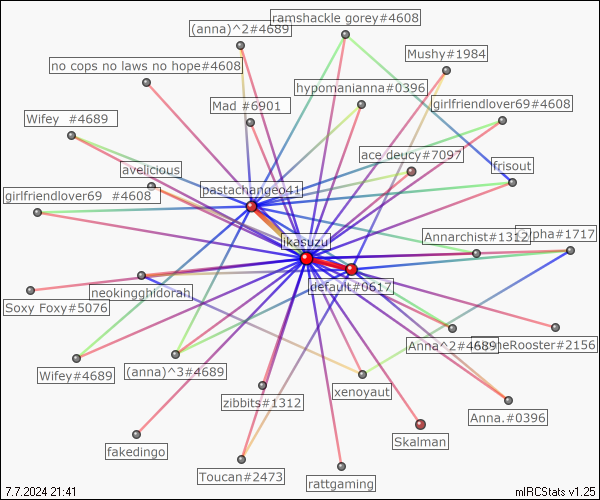 ramshackle gorey#4608
(anna)^2#4689
Mushy#1984
no cops no laws no hope#4608
hypomanianna#0396
Mad #6901
girlfriendlover69#4608
Wifey #4689
ace deucy#7097
avelicious
frisout
pastachangeo41
girlfriendlover69 #4608
ikasuzu
Annarchist#1312
#1717
default#0617
neokingghidorah
Soxy Foxy#5076
Anna^2#4689
#2156
Wifey#4689
(anna)^3#4689
xenoyaut
zibbits#1312
Anna.#0396
Skalman
fakedingo
Toucan#2473
rattgaming
7.7.2024 21:41
mIRCStats v1.25